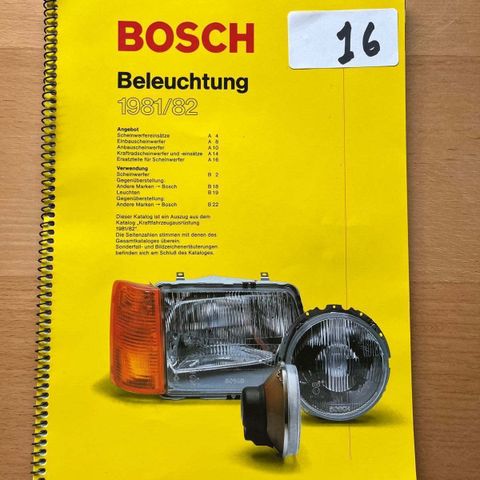 BOSCH
16
Beleuchtung
1981/82
Angebot
Scheinwerfereinsätze A 4
Einbauscheinwerfer A 8
Anbauscheinwerfer A 10
Kraftradscheinwerfer und -einsätze A 14
Ersatzteile für Scheinwerfer A 16
Verwendung
Scheinwerfer B 2
Gegenüberstellung:
Andere Marken → Bosch B 18
Leuchten B 19
Gegenüberstellung:
Andere Marken → Bosch B 22
Dieser Katalog ist ein Auszug aus dem
Katalog „Kraftfahrzeugausrüstung
1981/82".
Die Seitenzahlen stimmen mit denen des
Gesamtkataloges überein.
Sonderfall- und Bildzeichenerläuterungen
befinden sich am Schluß des Kataloges.
BOSCH
BOSCH